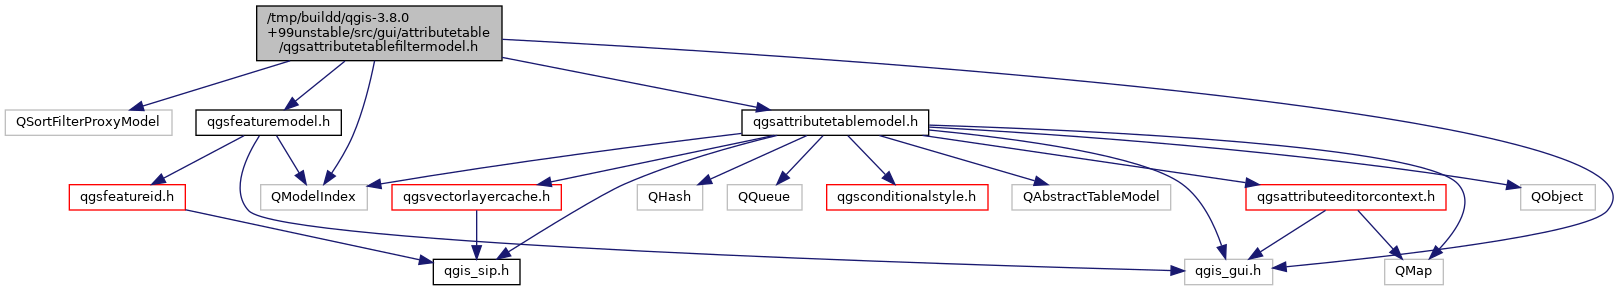 /tmp/buildd/qgis-3.8.0
+99unstable/src/gui/attributetable
/qgsattributetablefiltermodel.h
QSortFilterProxyModel
qgsfeaturemodel.h
qgsattributetablemodel.h
qgsfeatureid.h
QModelIndex
qgsvectorlayercache.h
QHash
QQueue
qgsconditionalstyle.h
QAbstractTableModel
qgsattributeeditorcontext.h
QObject
qgis_sip.h
qgis_gui.h
QMap